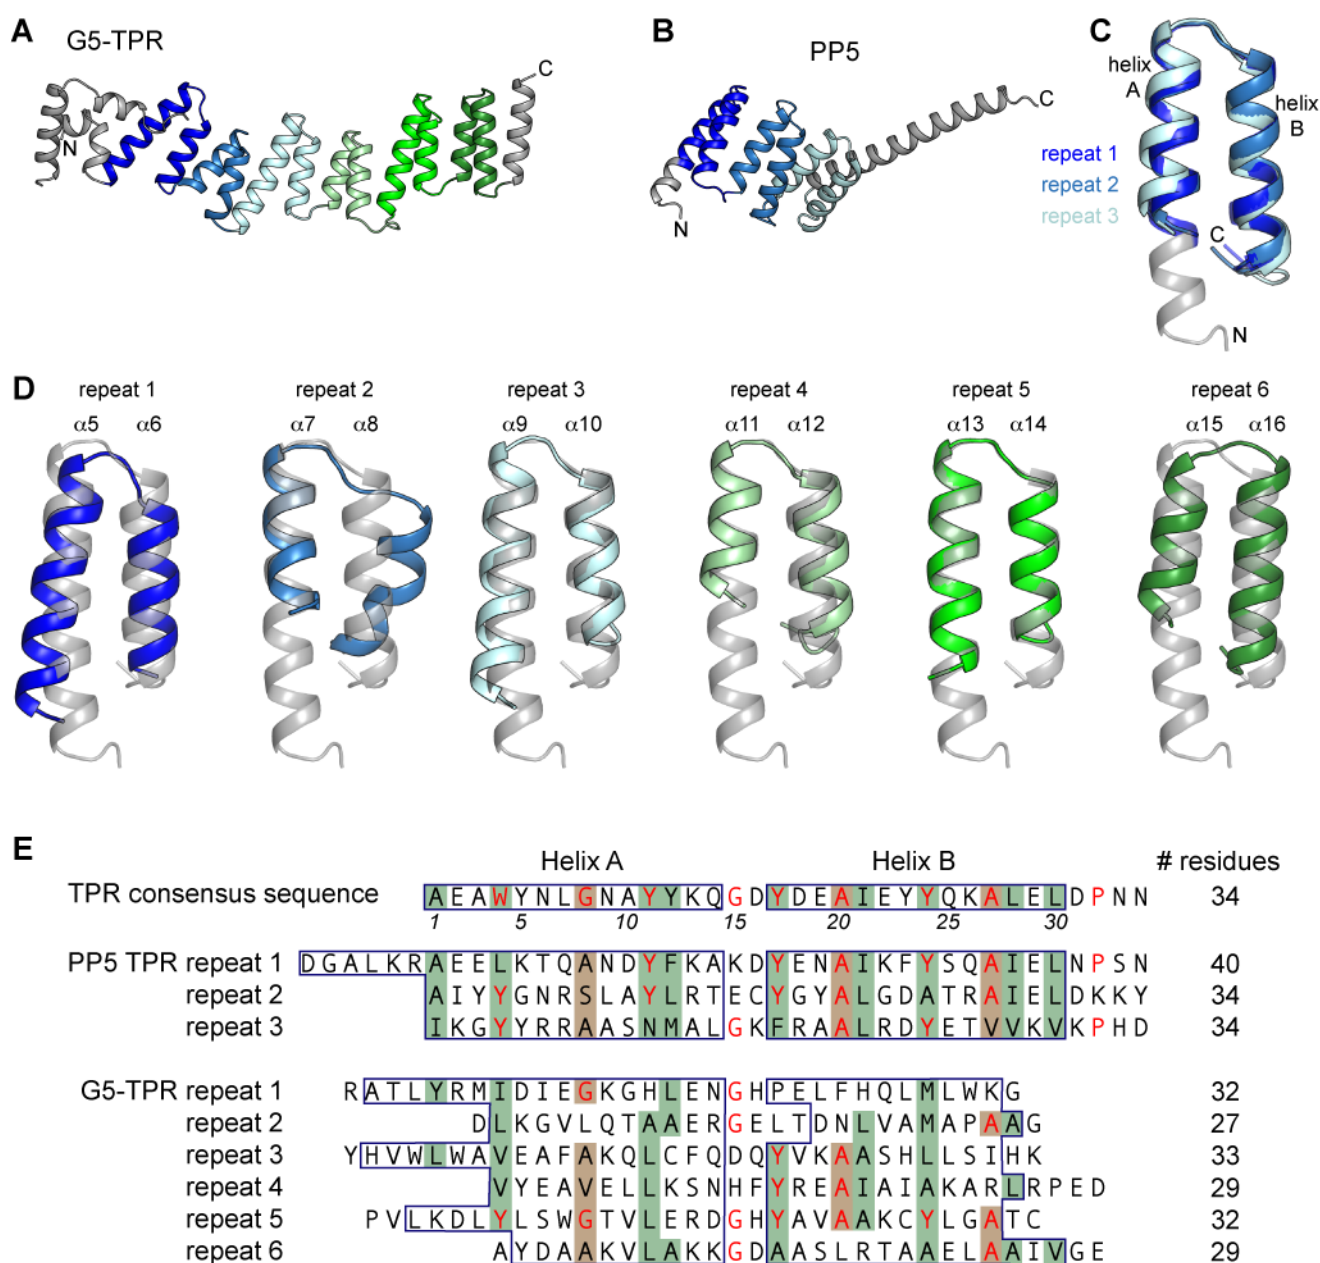 A
G5-TPR
N
C
B
PP5
N
C
C
helix A
helix B
repeat 1
repeat 2
repeat 3
C
N
D
repeat 1 repeat 2 repeat 3 repeat 4 repeat 5 repeat 6
α5 α6 α7 α8 α9 α10 α11 α12 α13 α14 α15 α16
E
Helix A Helix B # residues
TPR consensus sequence AEAWYNLGNAYYKQGDYDEAIEYYQKALELDPNN 34
1 5 10 15 20 25 30
PP5 TPR repeat 1 DGALKRAEELKTQANDYFKAKDYENAIKFYSQAIELNPSN 40
repeat 2 AIYYGNRSLAYLRTECYGYALGDATRAIELDKKY 34
repeat 3 IKGYYRRAASNMALGKFRAALRDYETVVKVKPHD 34
G5-TPR repeat 1 RATLYRMIDIEGKGHLENGHPELFHQLMLWKG 32
repeat 2 DLKGVLQTAAERGELTDNLVAMAPAAG 27
repeat 3 YHVWLWAVEAFAKQLCFQDQYVKAASHLLSIHK 33
repeat 4 VYEAVELLKSNHFYREAIAIAKARLRPED 29
repeat 5 PVLKDLYLSWGTVLERDGHYAVAAKCYLGATC 32
repeat 6 AYDAAKVLAKKGDAASLRTAAELAAIVGE 29